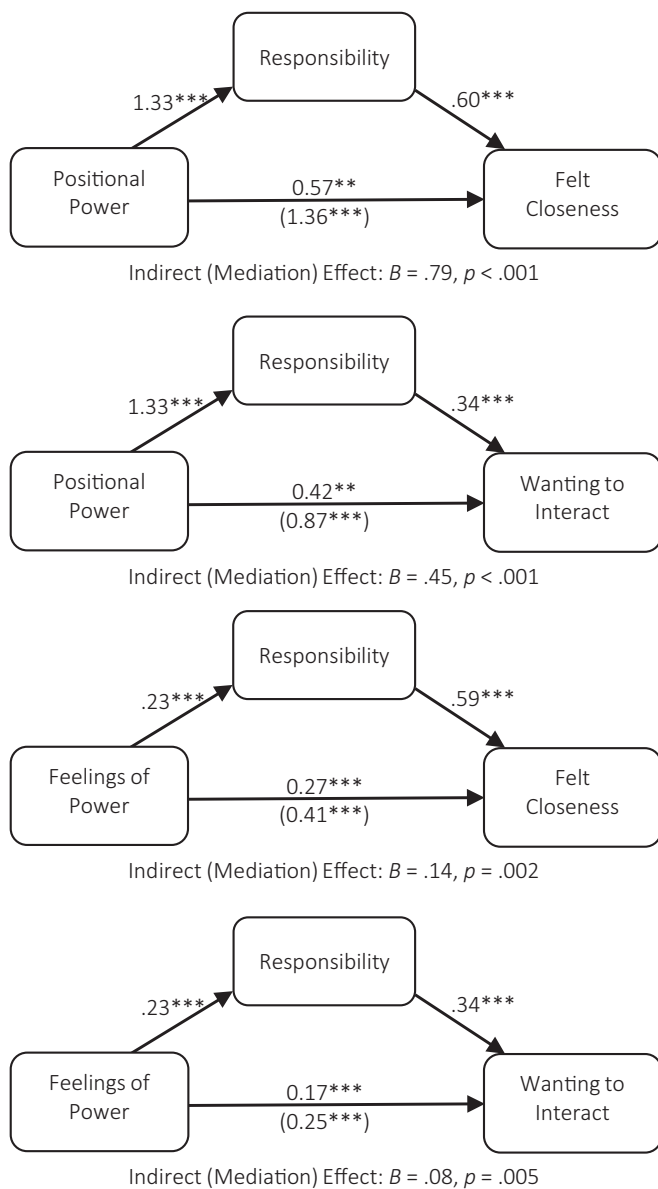 Responsibility
1.33***
.60***
Positional
Power
0.57**
(1.36***)
Felt
Closeness
Indirect (Mediation) Effect: B = .79, p < .001
Responsibility
1.33***
.34***
Positional
Power
0.42**
(0.87***)
Wanting to
Interact
Indirect (Mediation) Effect: B = .45, p < .001
Responsibility
.23***
.59***
Feelings of
Power
0.27***
(0.41***)
Felt
Closeness
Indirect (Mediation) Effect: B = .14, p = .002
Responsibility
.23***
.34***
Feelings of
Power
0.17***
(0.25***)
Wanting to
Interact
Indirect (Mediation) Effect: B = .08, p = .005